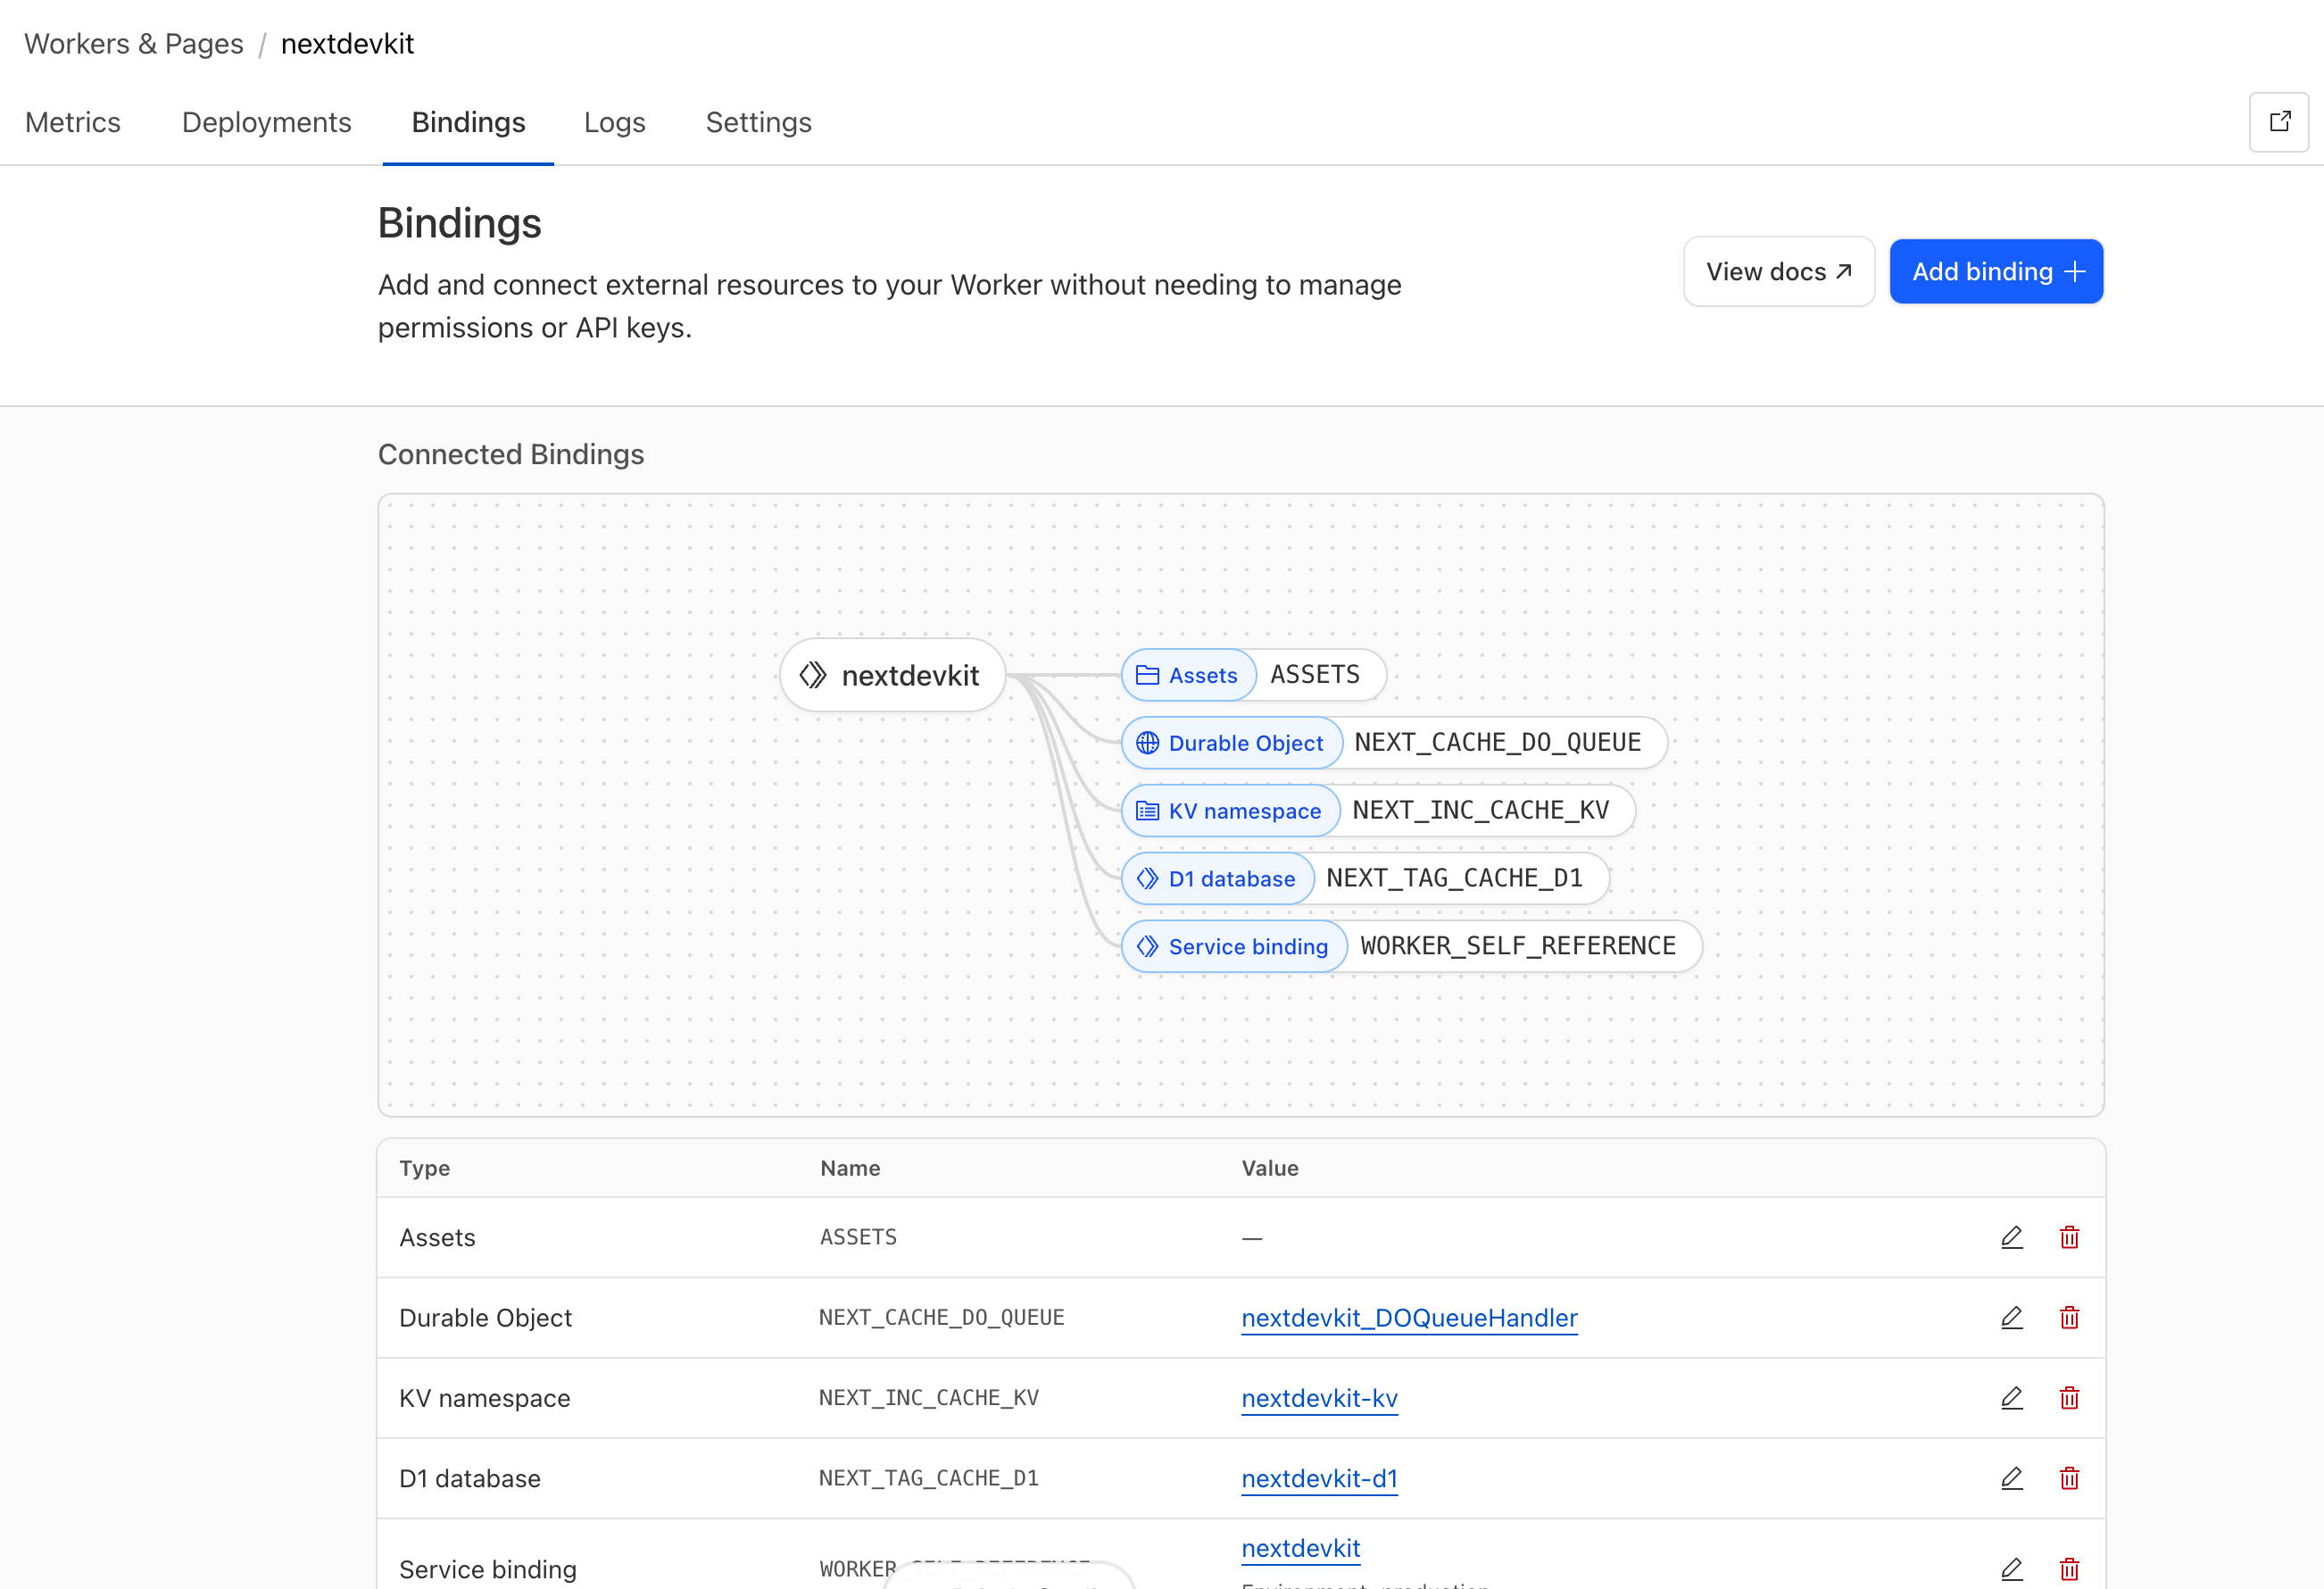 Workers & Pages / nextdevkit
Metrics Deployments Bindings Logs Settings
Bindings
Add and connect external resources to your Worker without needing to manage
permissions or API keys.
View docs Add binding
Connected Bindings
nextdevkit
Assets ASSETS
Durable Object NEXT_CACHE_DO_QUEUE
KV namespace NEXT_INC_CACHE_KV
D1 database NEXT_TAG_CACHE_D1
Service binding WORKER_SELF_REFERENCE
Type Name Value
Assets ASSETS —
Durable Object NEXT_CACHE_DO_QUEUE nextdevkit_DOQueueHandler
KV namespace NEXT_INC_CACHE_KV nextdevkit-kv
D1 database NEXT_TAG_CACHE_D1 nextdevkit-d1
Service binding WORKER_SELF_REFERENCE nextdevkit